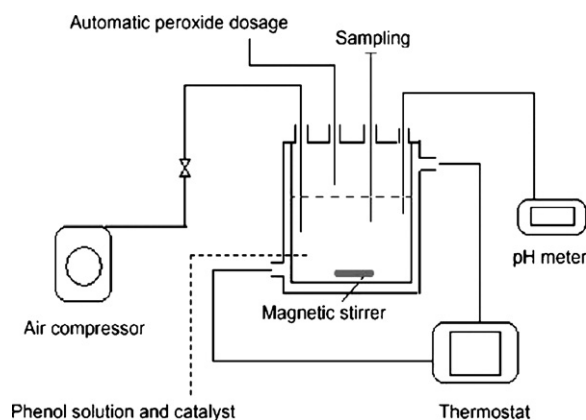 Automatic peroxide dosage
Sampling
pH meter
Magnetic stirrer
Air compressor
Phenol solution and catalyst
Thermostat